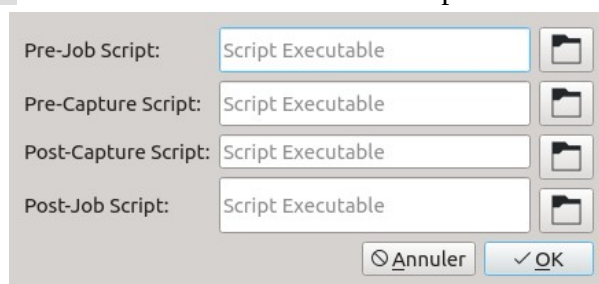 Pre-Job Script: Script Executable
Pre-Capture Script: Script Executable
Post-Capture Script: Script Executable
Post-Job Script: Script Executable
Annuler OK